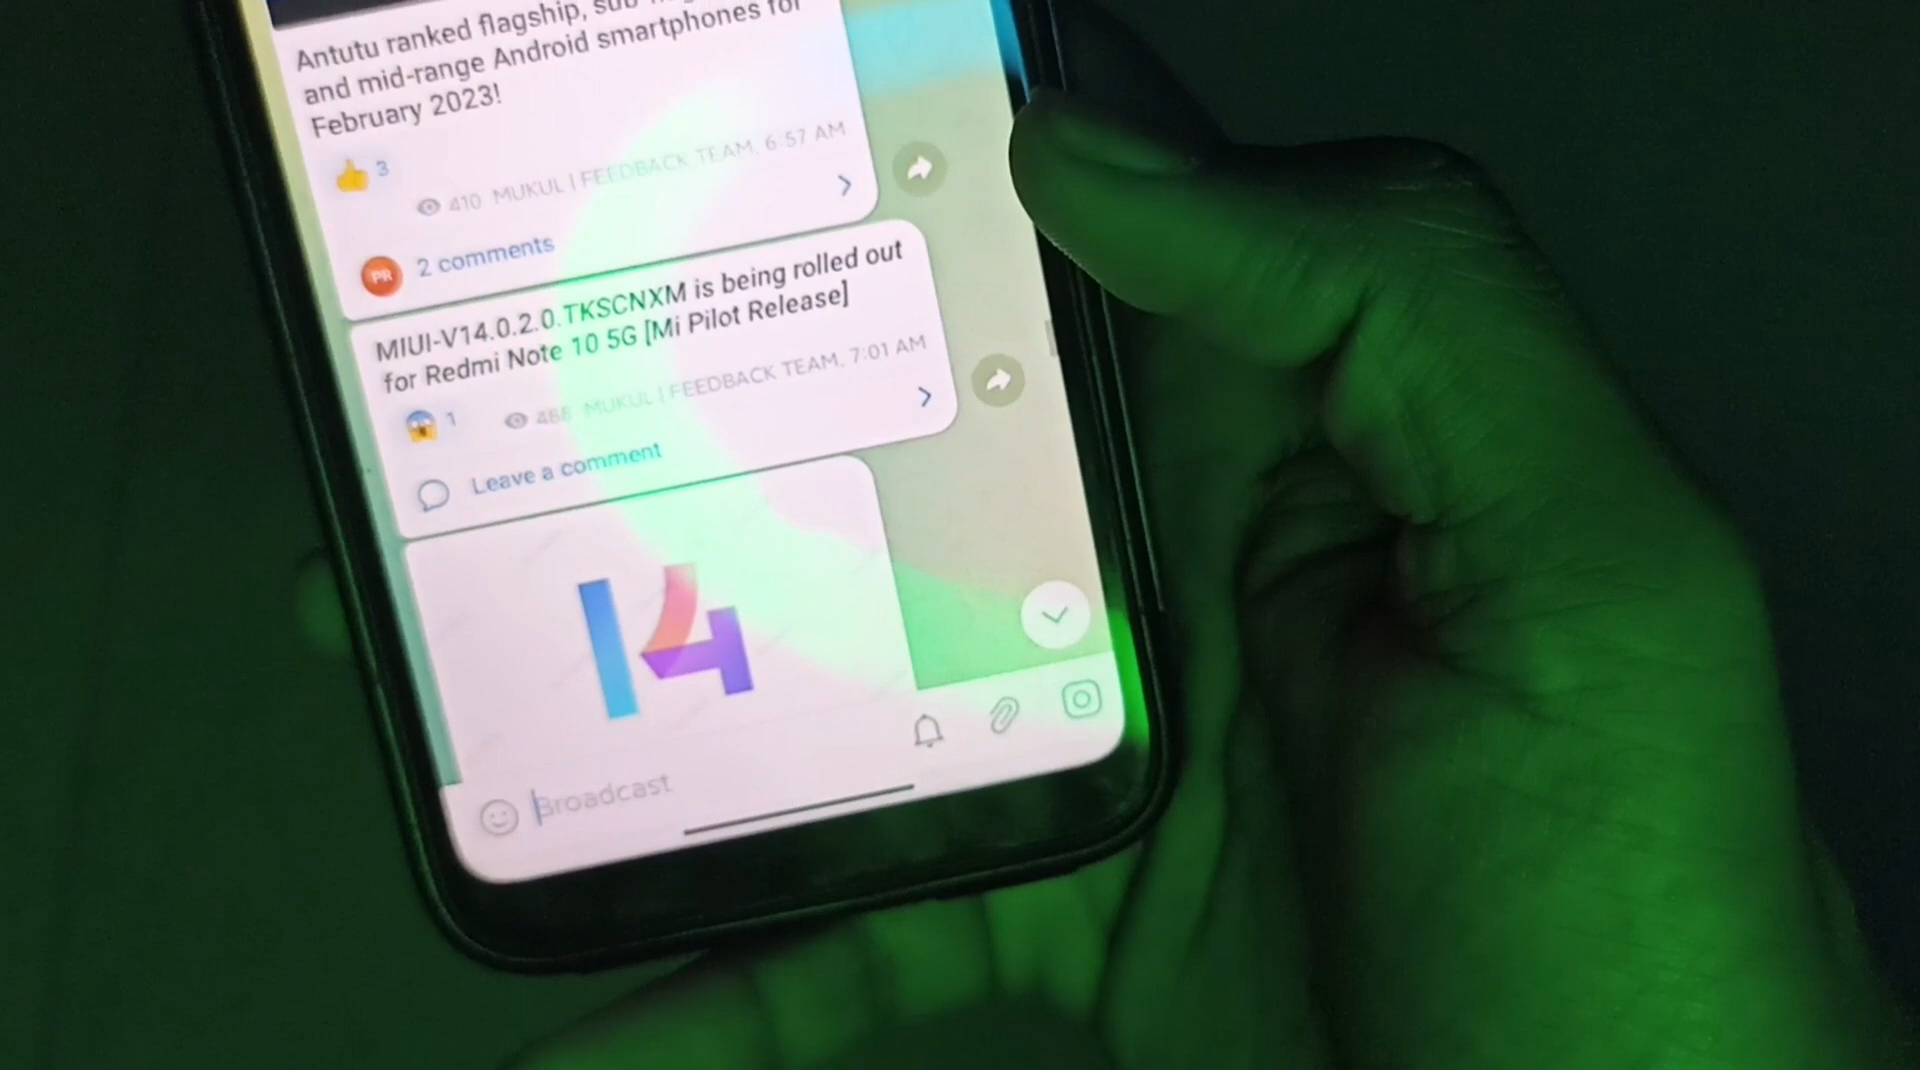 Antutu ranked flagship,
and mid-range Android smartphones for
February 2023!
3
410 MUKUL | FEEDBACK TEAM, 6:57 AM
PR 2 comments
MIUI-V14.0.2.0.TKSCNXM is being rolled out
for Redmi Note 10 5G [Mi Pilot Release]
1 MUKUL | FEEDBACK TEAM, 7:01 AM
Leave a comment
14
Broadcast